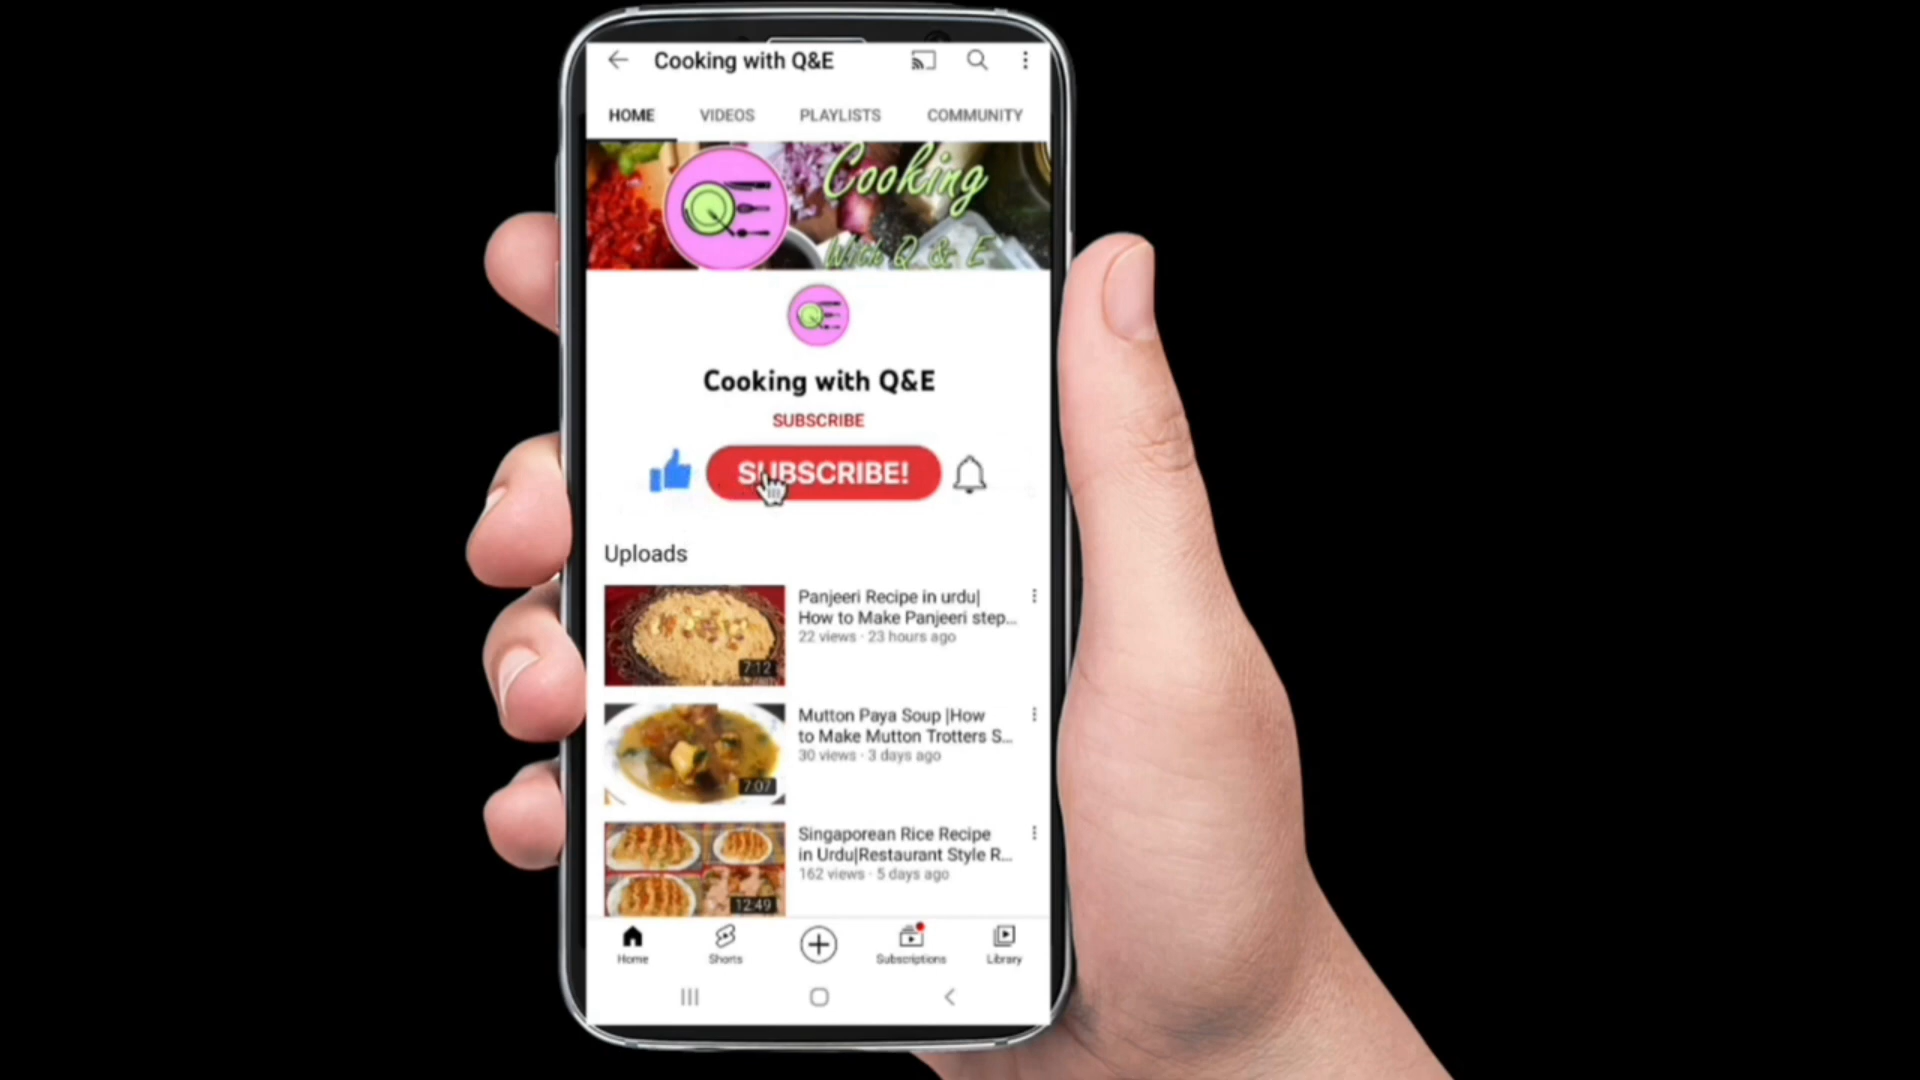 Cooking with Q&E
HOME VIDEOS PLAYLISTS COMMUNITY
Cooking
With Q & E
Cooking with Q&E
SUBSCRIBE
SUBSCRIBE!
Uploads
Panjeeri Recipe in urdu|
How to Make Panjeeri step...
22 views · 23 hours ago
7:12
Mutton Paya Soup |How
to Make Mutton Trotters S...
30 views · 3 days ago
7:07
Singaporean Rice Recipe
in Urdu|Restaurant Style R...
162 views · 5 days ago
12:49
Home Shorts Subscriptions Library